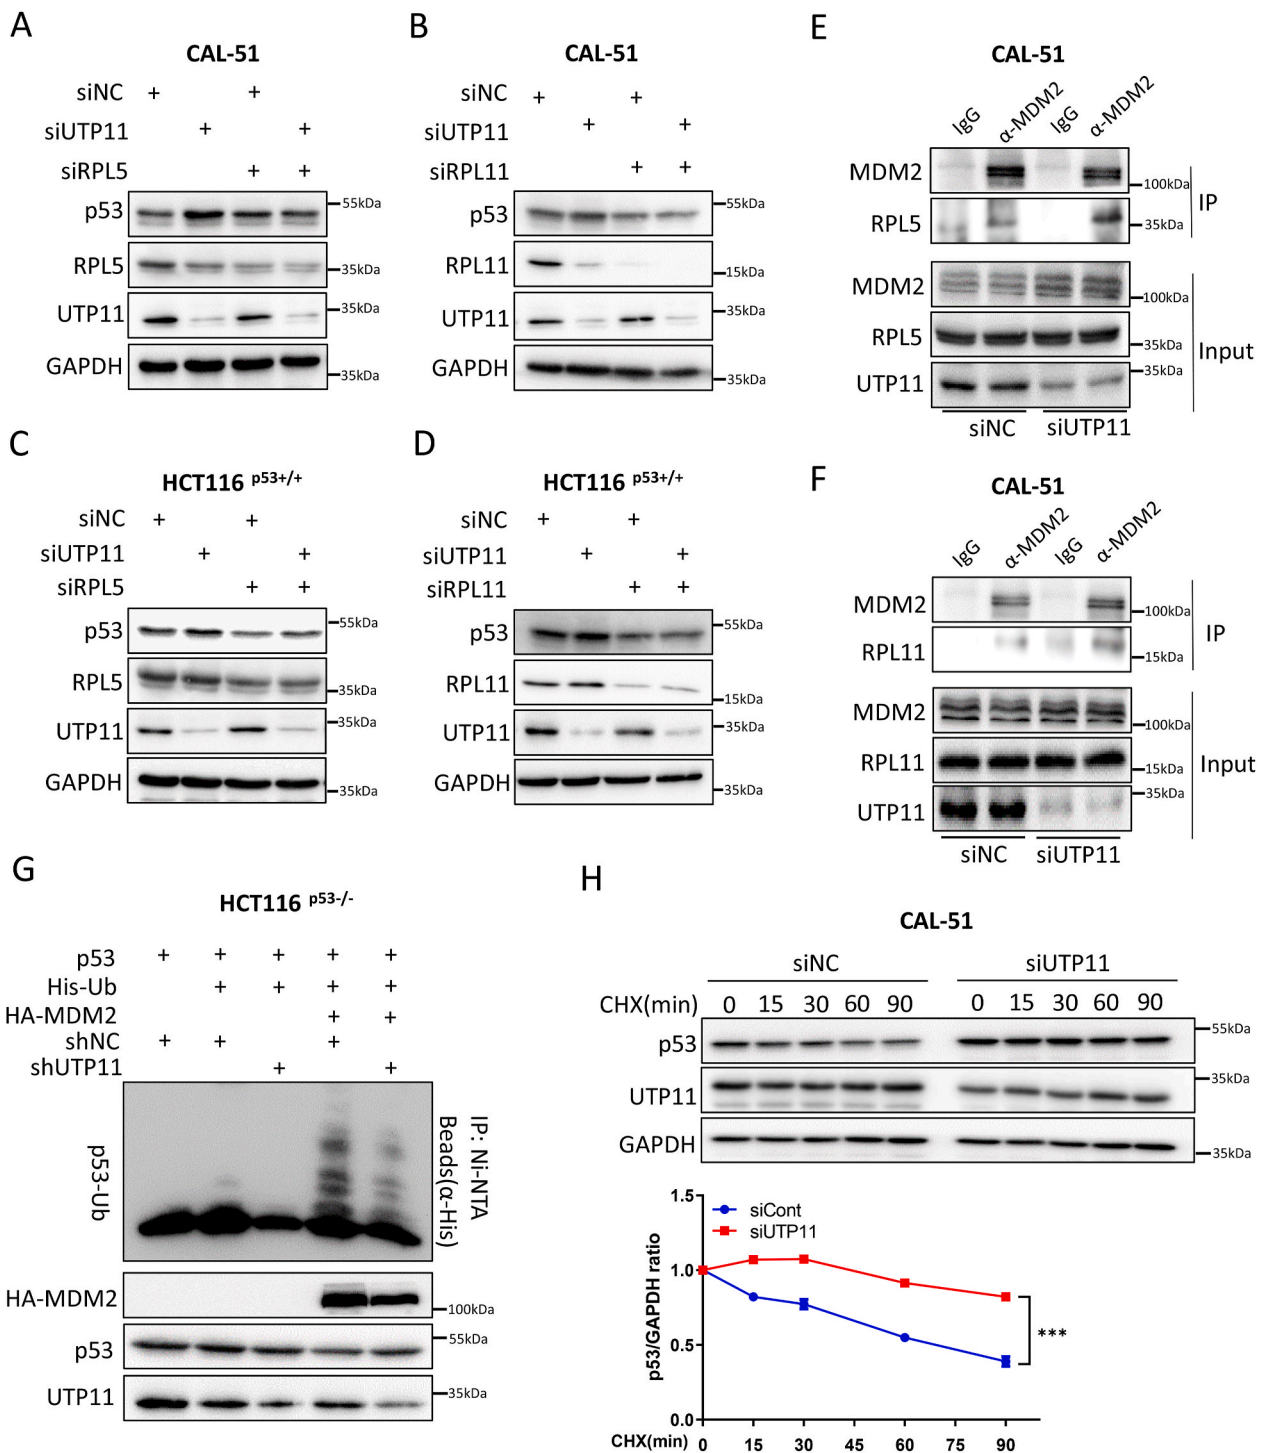 A
CAL-51
siNC + +
siUTP11 + +
siRPL5 + +
p53 55kDa
RPL5 35kDa
UTP11 35kDa
GAPDH 35kDa
B
CAL-51
siNC + +
siUTP11 + +
siRPL11 + +
p53 55kDa
RPL11 15kDa
UTP11 35kDa
GAPDH 35kDa
E
CAL-51
IgG α-MDM2 IgG α-MDM2
MDM2 100kDa
RPL5 35kDa
IP
MDM2 100kDa
RPL5 35kDa
UTP11 35kDa
Input
siNC siUTP11
C
HCT116 p53+/+
siNC + +
siUTP11 + +
siRPL5 + +
p53 55kDa
RPL5 35kDa
UTP11 35kDa
GAPDH 35kDa
D
HCT116 p53+/+
siNC + +
siUTP11 + +
siRPL11 + +
p53 55kDa
RPL11 15kDa
UTP11 35kDa
GAPDH 35kDa
F
CAL-51
IgG α-MDM2 IgG α-MDM2
MDM2 100kDa
RPL11 15kDa
IP
MDM2 100kDa
RPL11 15kDa
UTP11 35kDa
Input
siNC siUTP11
G
HCT116 p53-/-
p53 + + + + +
His-Ub + + + +
HA-MDM2 + +
shNC + + +
shUTP11 + +
p53-Ub
IP: Ni-NTA
Beads(α-His)
HA-MDM2 100kDa
p53 55kDa
UTP11 35kDa
H
CAL-51
siNC siUTP11
CHX(min) 0 15 30 60 90 0 15 30 60 90
p53 55kDa
UTP11 35kDa
GAPDH 35kDa
p53/GAPDH ratio
1.5
1.0
0.5
0.0
siCont
siUTP11
***
CHX(min) 0 15 30 45 60 75 90